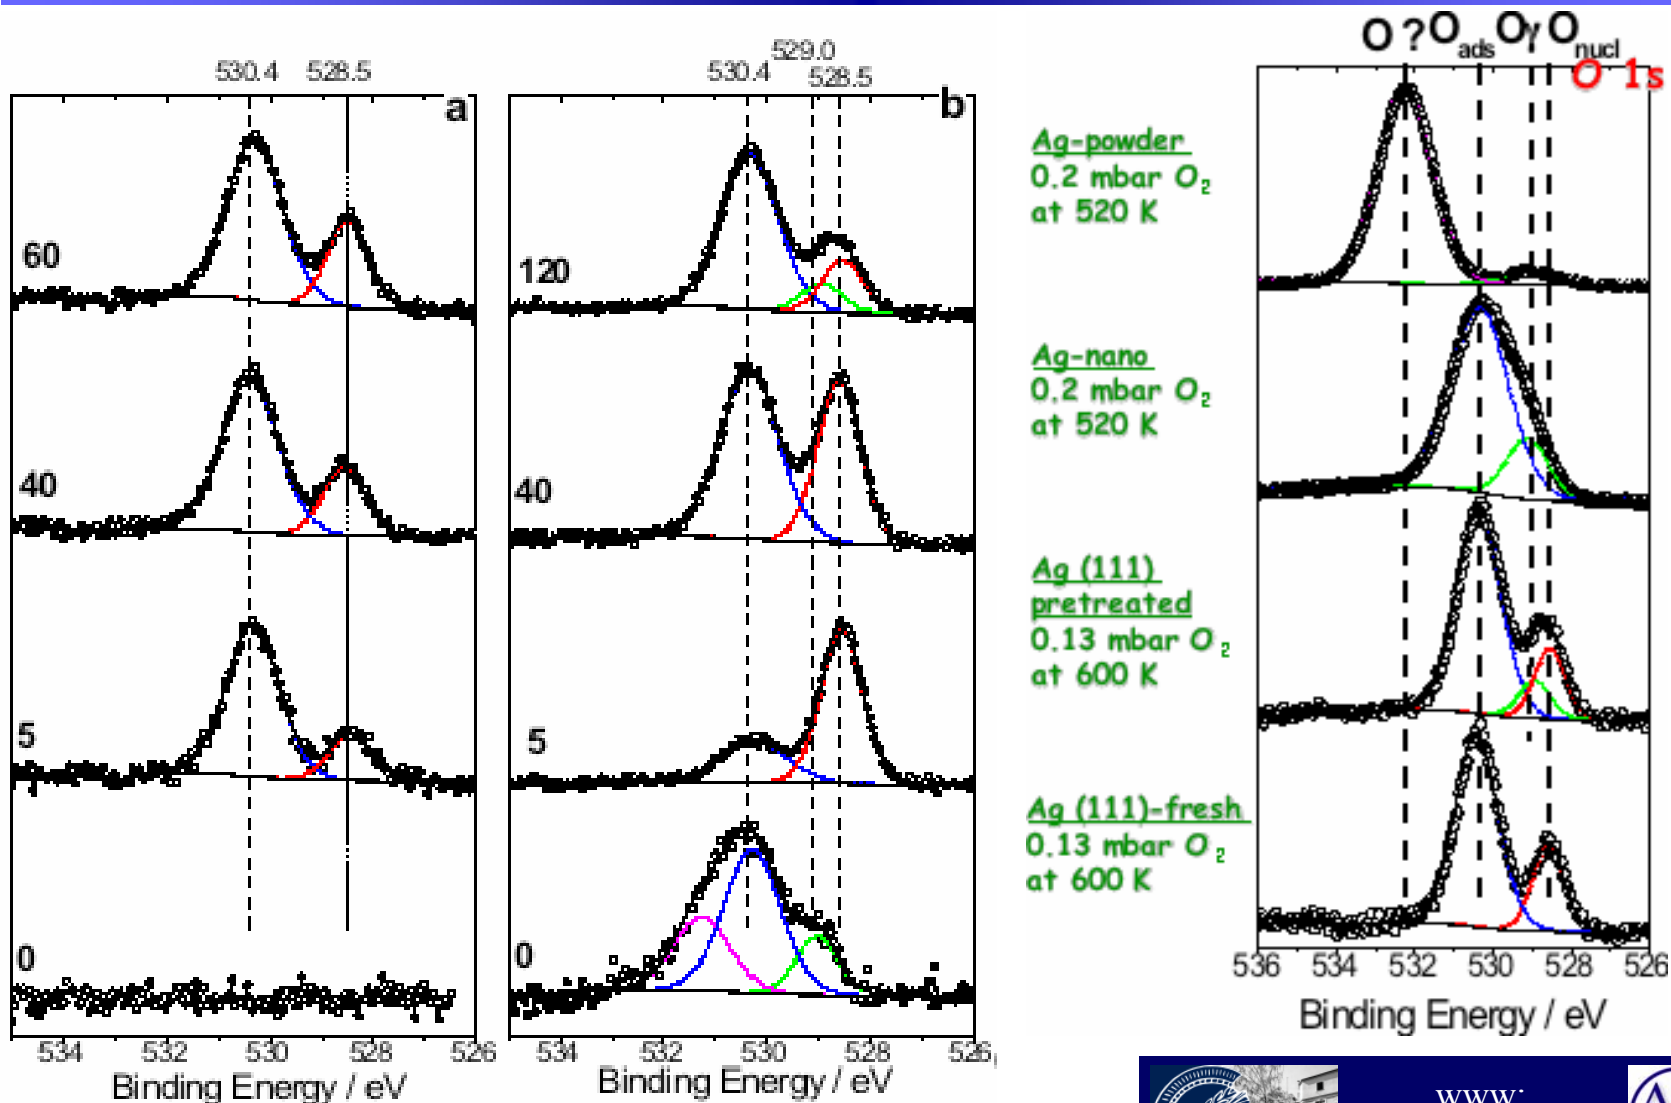 530.4 528.5
a
60
40
5
0
534 532 530 528 526
Binding Energy / eV
529.0
530.4 528.5
b
120
40
5
0
534 532 530 528 526
Binding Energy / eV
O ? O ads Oγ O nucl
O 1s
Ag-powder
0.2 mbar O2
at 520 K
Ag-nano
0.2 mbar O2
at 520 K
Ag (111)
pretreated
0.13 mbar O2
at 600 K
Ag (111)-fresh
0.13 mbar O2
at 600 K
536 534 532 530 528 526
Binding Energy / eV
www: